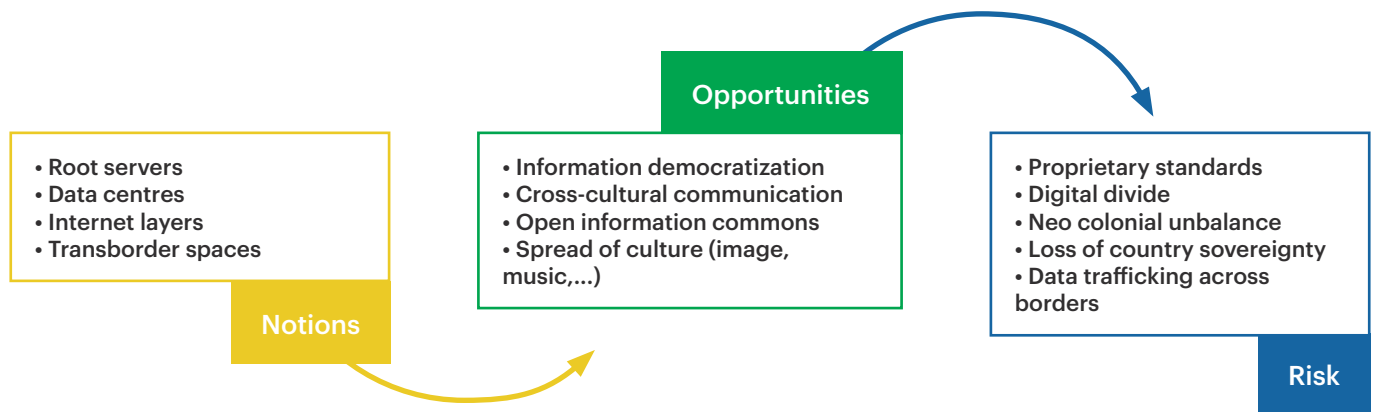 • Root servers
• Data centres
• Internet layers
• Transborder spaces
Notions
Opportunities
• Information democratization
• Cross-cultural communication
• Open information commons
• Spread of culture (image,
music,...)
• Proprietary standards
• Digital divide
• Neo colonial unbalance
• Loss of country sovereignty
• Data trafficking across
borders
Risk